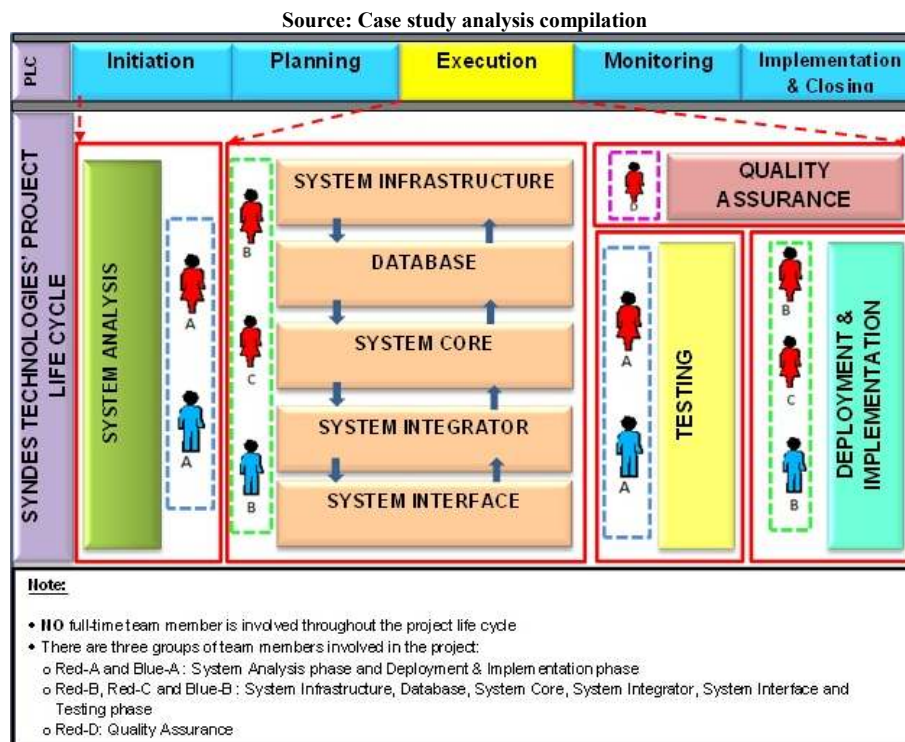 Source: Case study analysis compilation
PLC
Initiation
Planning
Execution
Monitoring
Implementation
& Closing
SYNDES TECHNOLOGIES' PROJECT
LIFE CYCLE
SYSTEM ANALYSIS
A
A
B
C
B
SYSTEM INFRASTRUCTURE
DATABASE
SYSTEM CORE
SYSTEM INTEGRATOR
SYSTEM INTERFACE
D
QUALITY
ASSURANCE
A
A
TESTING
B
C
B
DEPLOYMENT &
IMPLEMENTATION
Note:
• NO full-time team member is involved throughout the project life cycle
• There are three groups of team members involved in the project:
o Red-A and Blue-A : System Analysis phase and Deployment & Implementation phase
o Red-B, Red-C and Blue-B : System Infrastructure, Database, System Core, System Integrator, System Interface and
Testing phase
o Red-D: Quality Assurance